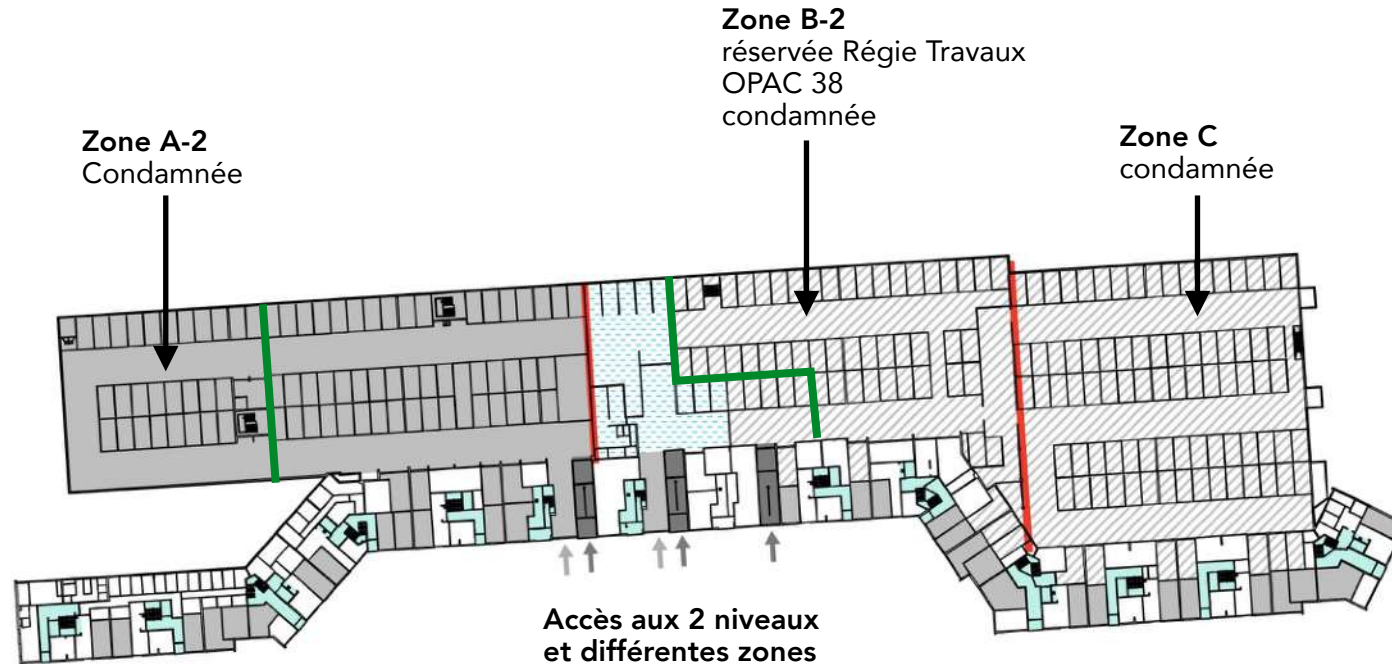 Zone B-2
réservée Régie Travaux
OPAC 38
condamnée
Zone A-2
Condamnée
Zone C
condamnée
Accès aux 2 niveaux
et différentes zones